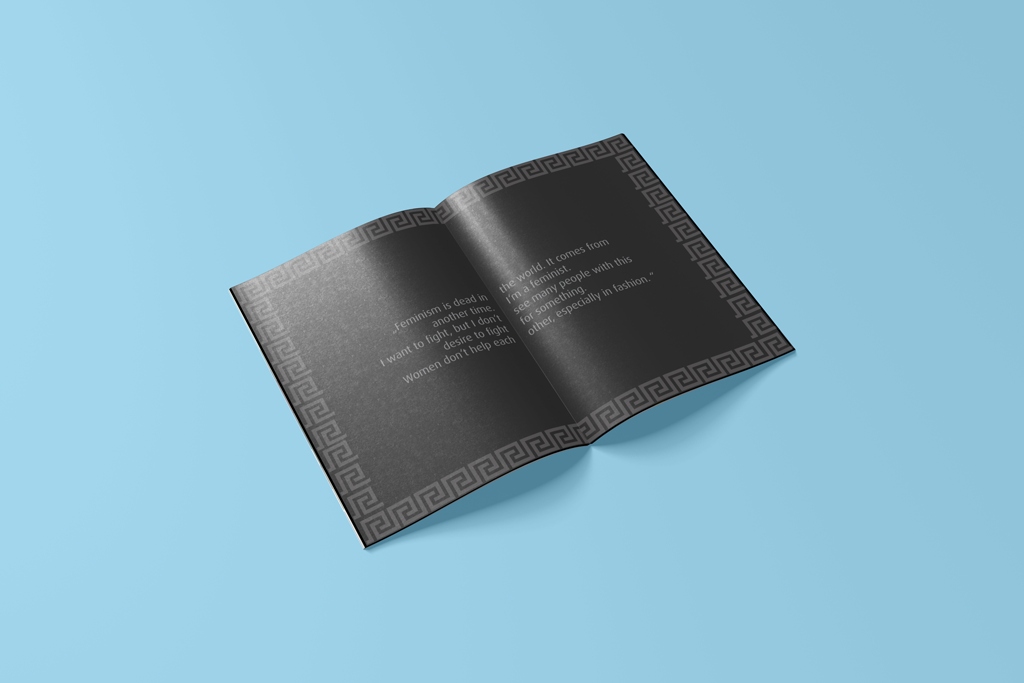 „Feminism is dead in the world. It comes from
another time. I'm a feminist.
I want to fight, but I don't see many people with this
desire to fight for something.
Women don't help each other, especially in fashion.”